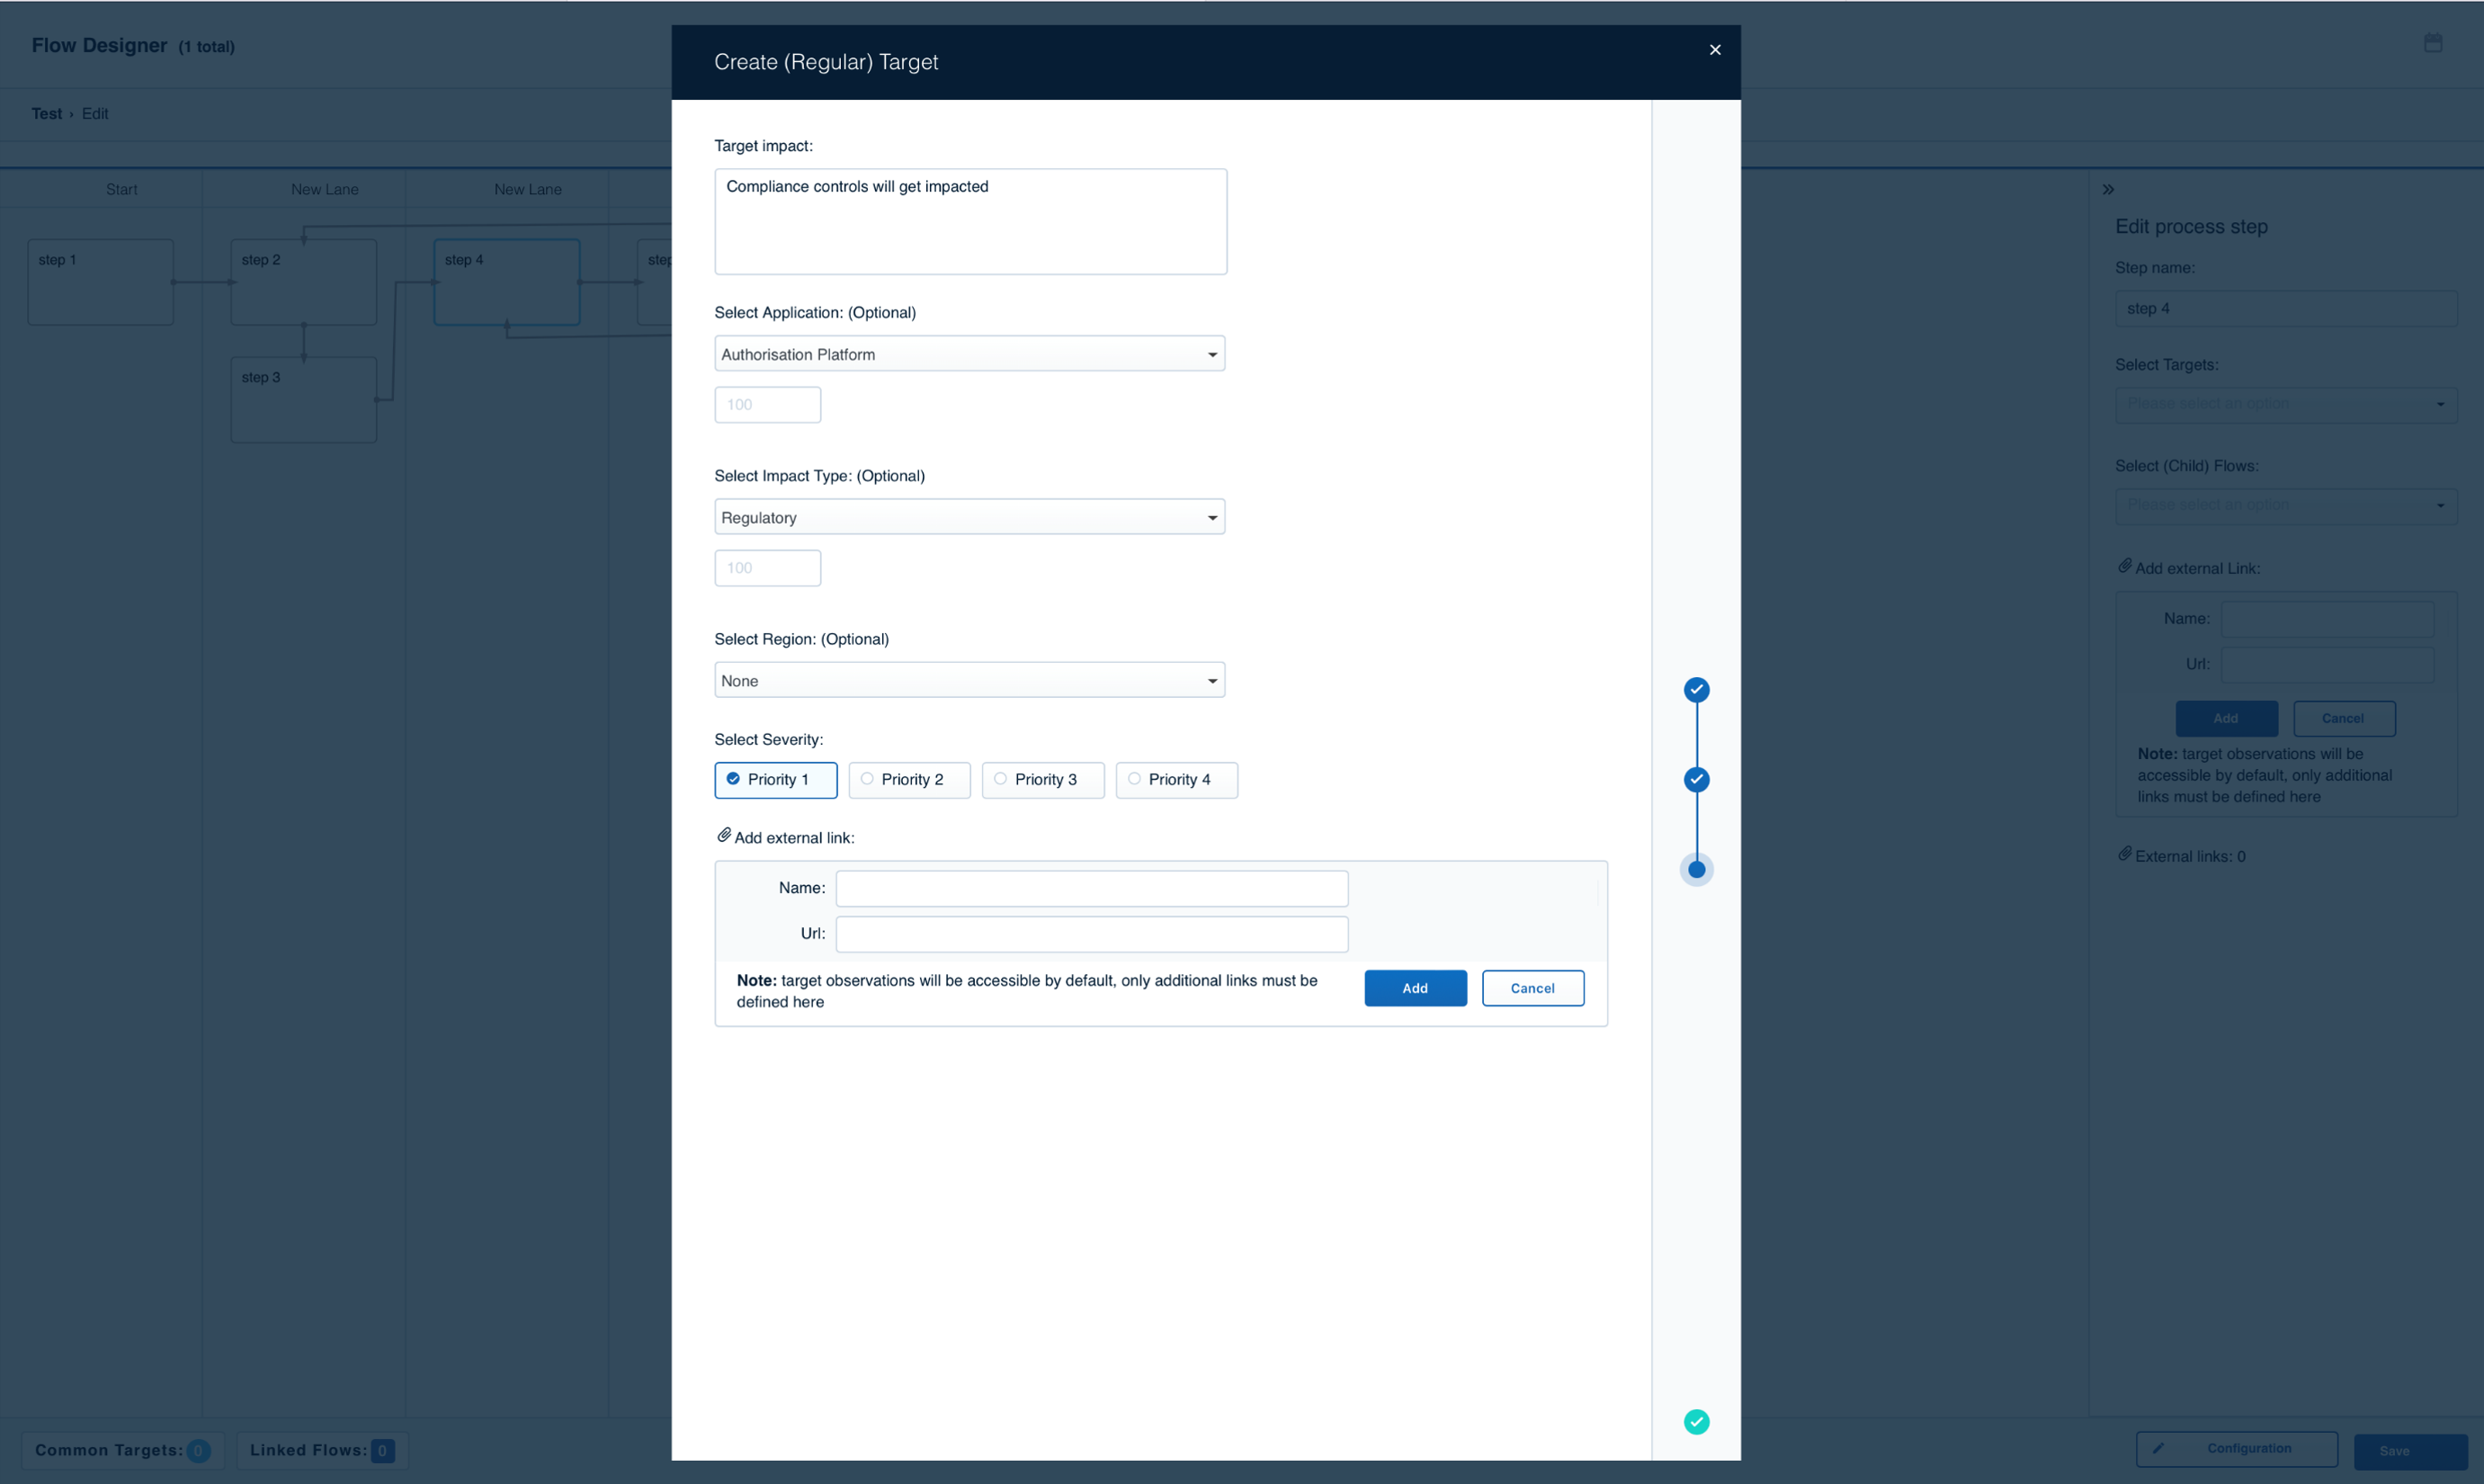 Flow Designer (1 total)
Test › Edit
Start
New Lane
New Lane
step 1
step 2
step 4
step
step 3
Common Targets: 0
Linked Flows: 0
Create (Regular) Target
Target impact:
Compliance controls will get impacted
Select Application: (Optional)
Authorisation Platform
100
Select Impact Type: (Optional)
Regulatory
100
Select Region: (Optional)
None
Select Severity:
Priority 1
Priority 2
Priority 3
Priority 4
Add external link:
Name:
Url:
Note: target observations will be accessible by default, only additional links must be
defined here
Add
Cancel
Edit process step
Step name:
step 4
Select Targets:
Please select an option
Select (Child) Flows:
Please select an option
Add external Link:
Name:
Url:
Add
Cancel
Note: target observations will be
accessible by default, only additional
links must be defined here
External links: 0
Configuration
Save